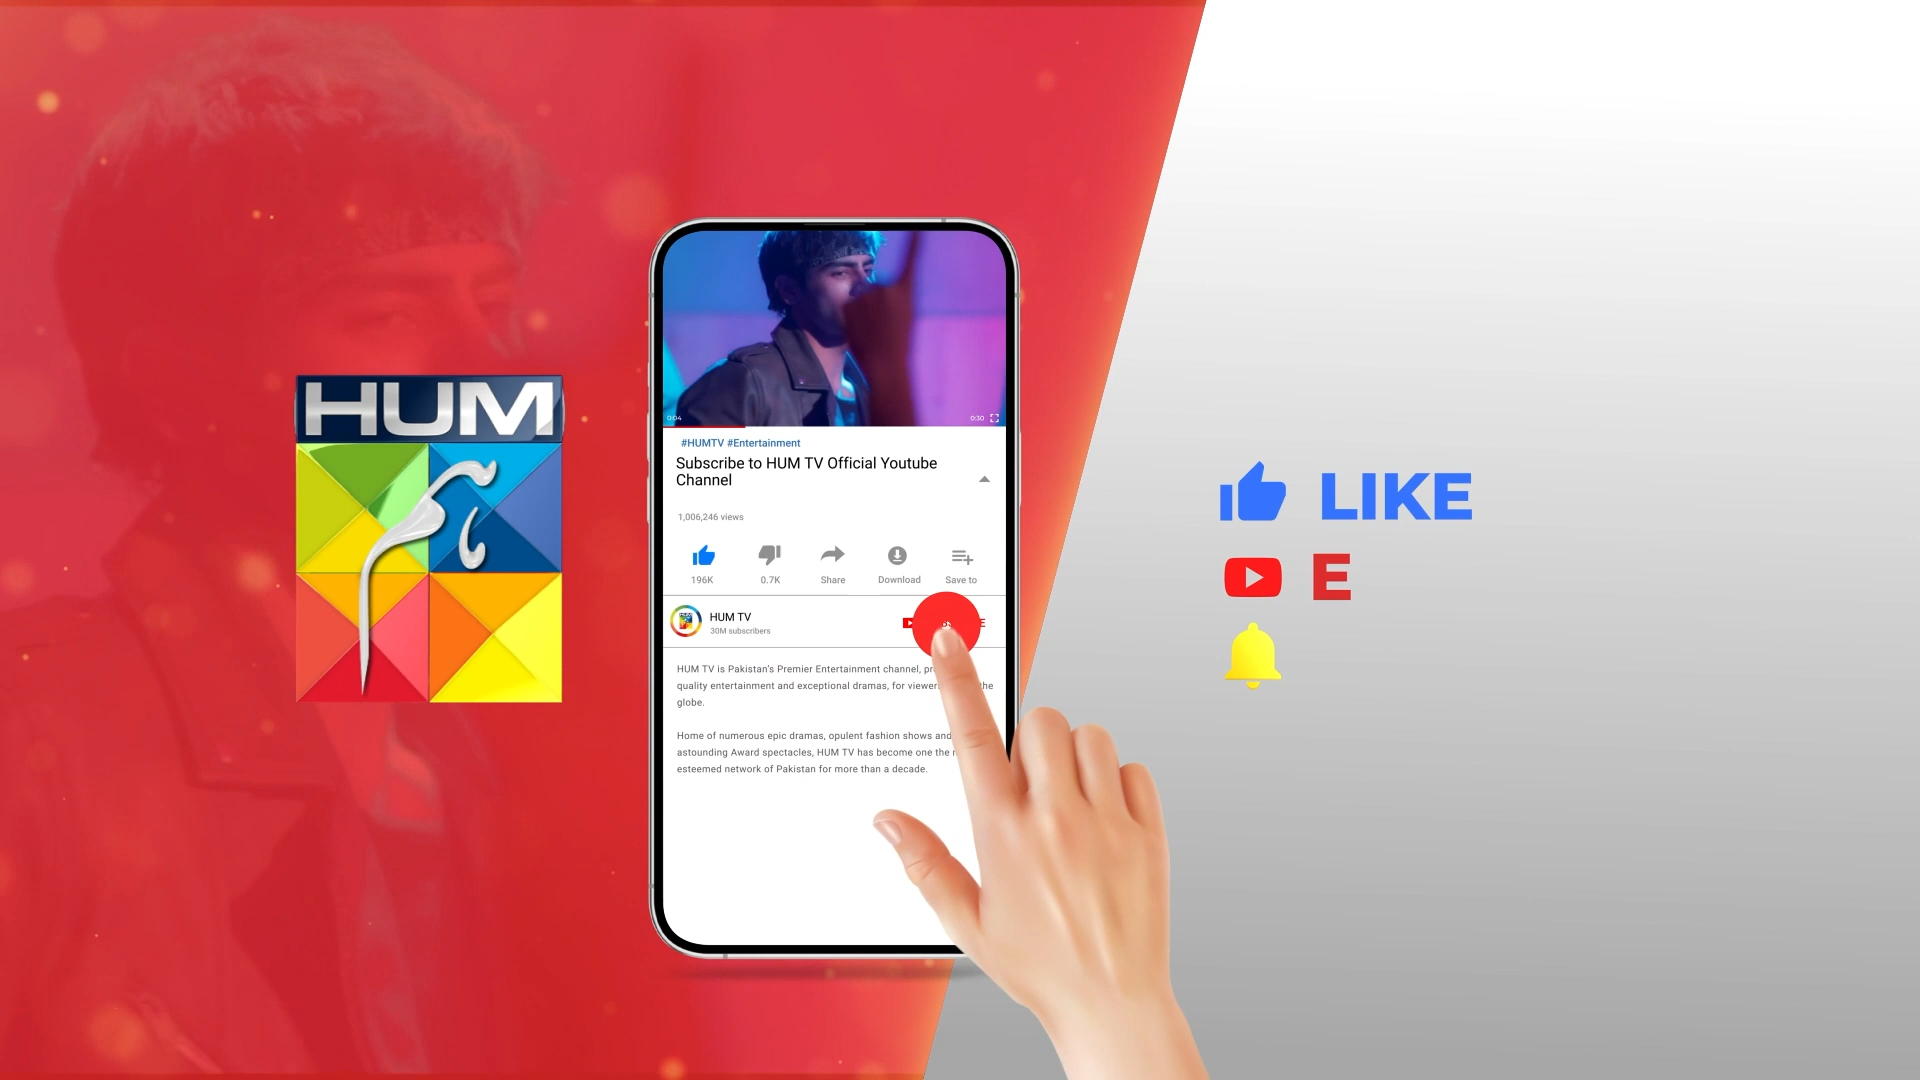 HUM
ہم
0:04
0:30
#HUMTV #Entertainment
Subscribe to HUM TV Official Youtube
Channel
1,006,246 views
196K
0.7K
Share
Download
Save to
HUM TV
30M subscribers
E
HUM TV is Pakistan's Premier Entertainment channel,
quality entertainment and exceptional dramas, for the
globe.
Home of numerous epic dramas, opulent fashion shows and
astounding Award spectacles, HUM TV has become one the
esteemed network of Pakistan for more than a decade.
LIKE
E